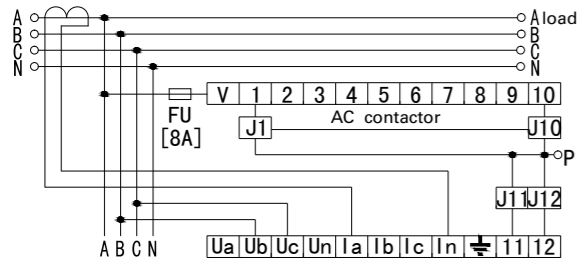 A A load
B B
C C
N N
V 1 2 3 4 5 6 7 8 9 10
FU
[8A]
J1 AC contactor J10
P
J11 J12
A B C N Ua Ub Uc Un Ia Ib Ic In ⏚ 11 12